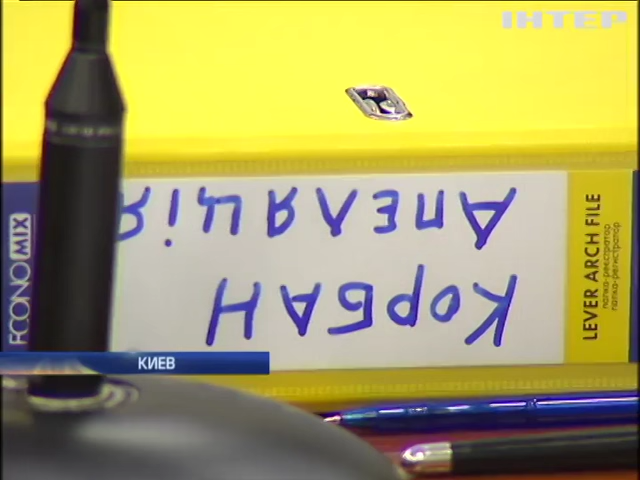 ІНТЕР
КОРБАН
Апеляція
ECONOMIX
LEVER ARCH FILE
папка-реєстратор
папка-регистратор
КИЕВ